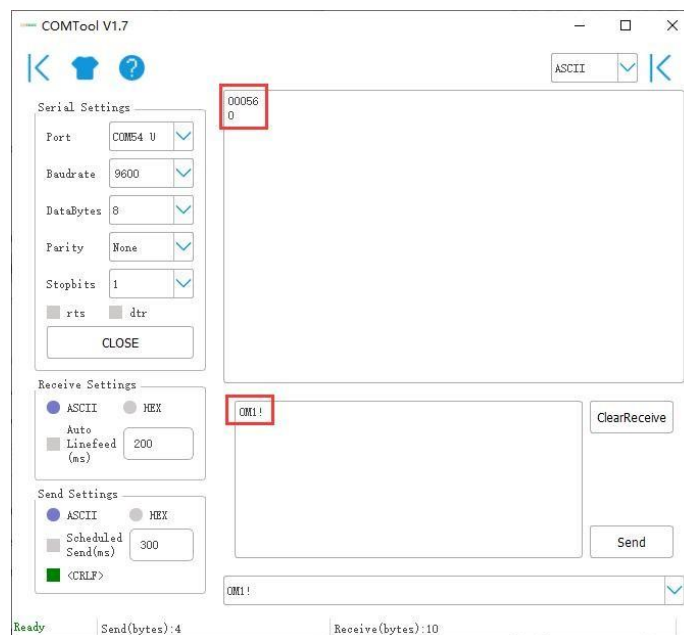 COMTool V1.7
ASCII
Serial Settings
Port COM54 U
Baudrate 9600
DataBytes 8
Parity None
Stopbits 1
rts dtr
CLOSE
00056
0
Receive Settings
ASCII HEX
Auto
Linefeed
(ms)
200
0M1!
ClearReceive
Send Settings
ASCII HEX
Scheduled
Send(ms)
300
<CRLF>
Send
0M1!
Ready Send(bytes):4 Receive(bytes):10